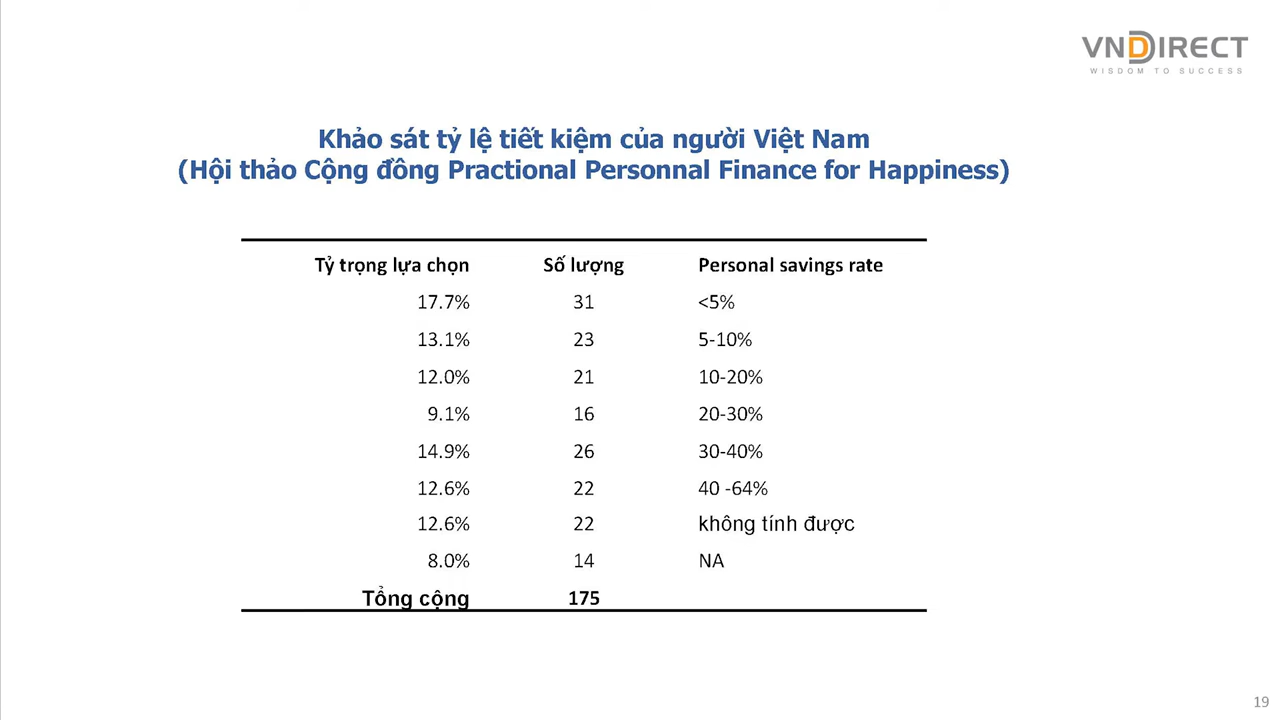 VNDIRECT
WISDOM TO SUCCESS
Khảo sát tỷ lệ tiết kiệm của người Việt Nam
(Hội thảo Cộng đông Practional Personnal Finance for Happiness)
Tỷ trọng lựa chọn Số lượng Personal savings rate
17.7% 31 <5%
13.1% 23 5-10%
12.0% 21 10-20%
9.1% 16 20-30%
14.9% 26 30-40%
12.6% 22 40 -64%
12.6% 22 không tính được
8.0% 14 NA
Tổng cộng 175
19